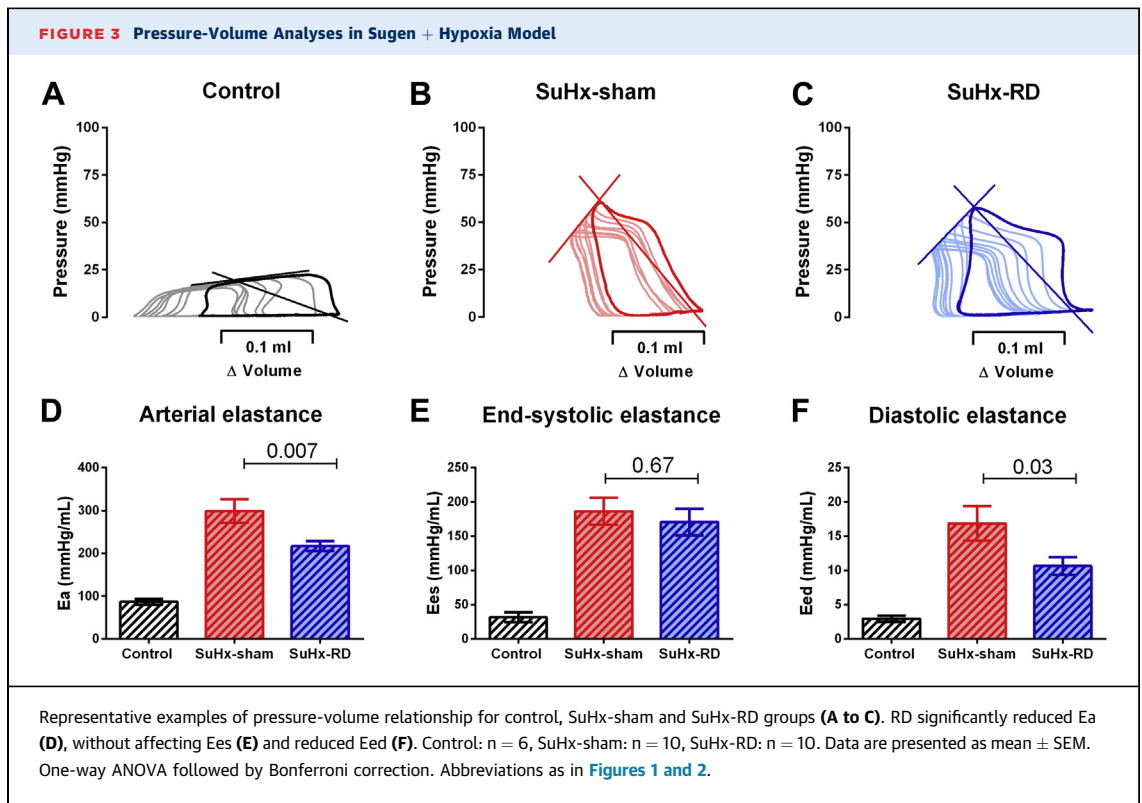 FIGURE 3 Pressure-Volume Analyses in Sugen + Hypoxia Model
A Control
B SuHx-sham
C SuHx-RD
Pressure (mmHg)
100
75
50
25
0
0.1 ml
Δ Volume
Pressure (mmHg)
100
75
50
25
0
0.1 ml
Δ Volume
Pressure (mmHg)
100
75
50
25
0
0.1 ml
Δ Volume
D Arterial elastance
0.007
Ea (mmHg/mL)
400
300
200
100
0
Control SuHx-sham SuHx-RD
E End-systolic elastance
0.67
Ees (mmHg/mL)
250
200
150
100
50
0
Control SuHx-sham SuHx-RD
F Diastolic elastance
0.03
Eed (mmHg/mL)
25
20
15
10
5
0
Control SuHx-sham SuHx-RD
Representative examples of pressure-volume relationship for control, SuHx-sham and SuHx-RD groups (A to C). RD significantly reduced Ea
(D), without affecting Ees (E) and reduced Eed (F). Control: n = 6, SuHx-sham: n = 10, SuHx-RD: n = 10. Data are presented as mean ± SEM.
One-way ANOVA followed by Bonferroni correction. Abbreviations as in Figures 1 and 2.